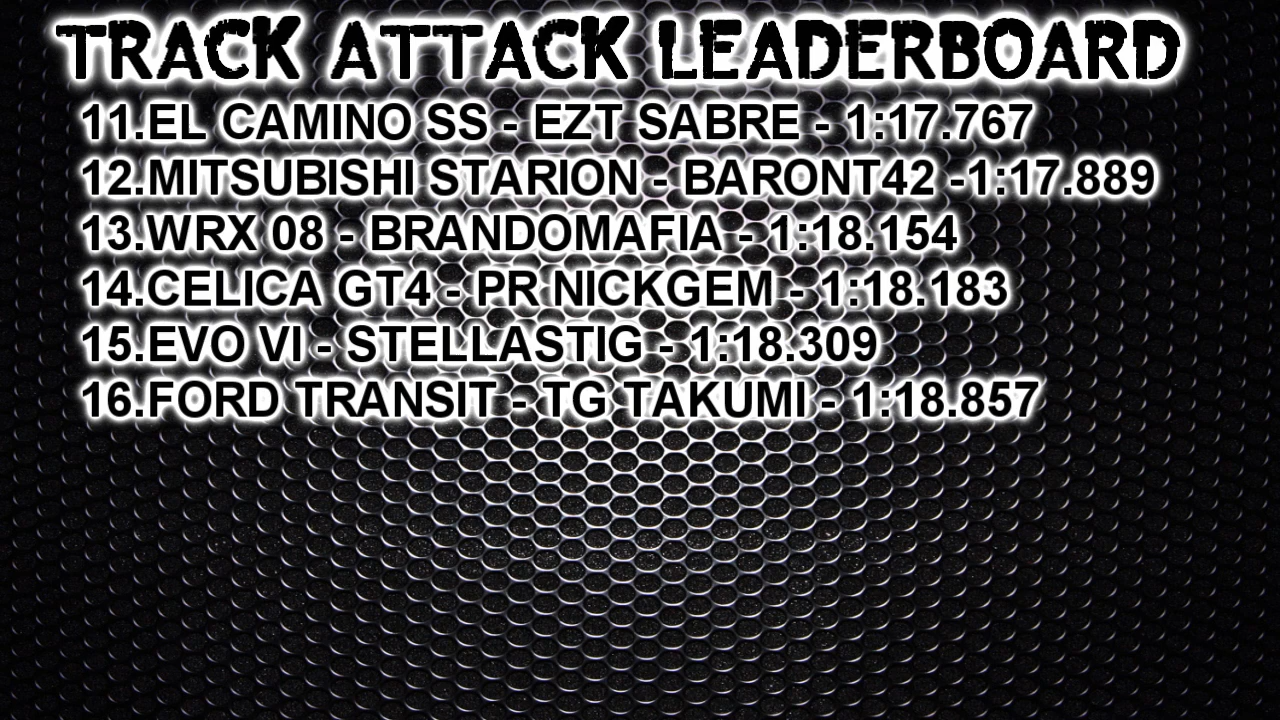 TRACK ATTACK LEADERBOARD
11.EL CAMINO SS - EZT SABRE - 1:17.767
12.MITSUBISHI STARION - BARONT42 -1:17.889
13.WRX 08 - BRANDOMAFIA - 1:18.154
14.CELICA GT4 - PR NICKGEM - 1:18.183
15.EVO VI - STELLASTIG - 1:18.309
16.FORD TRANSIT - TG TAKUMI - 1:18.857